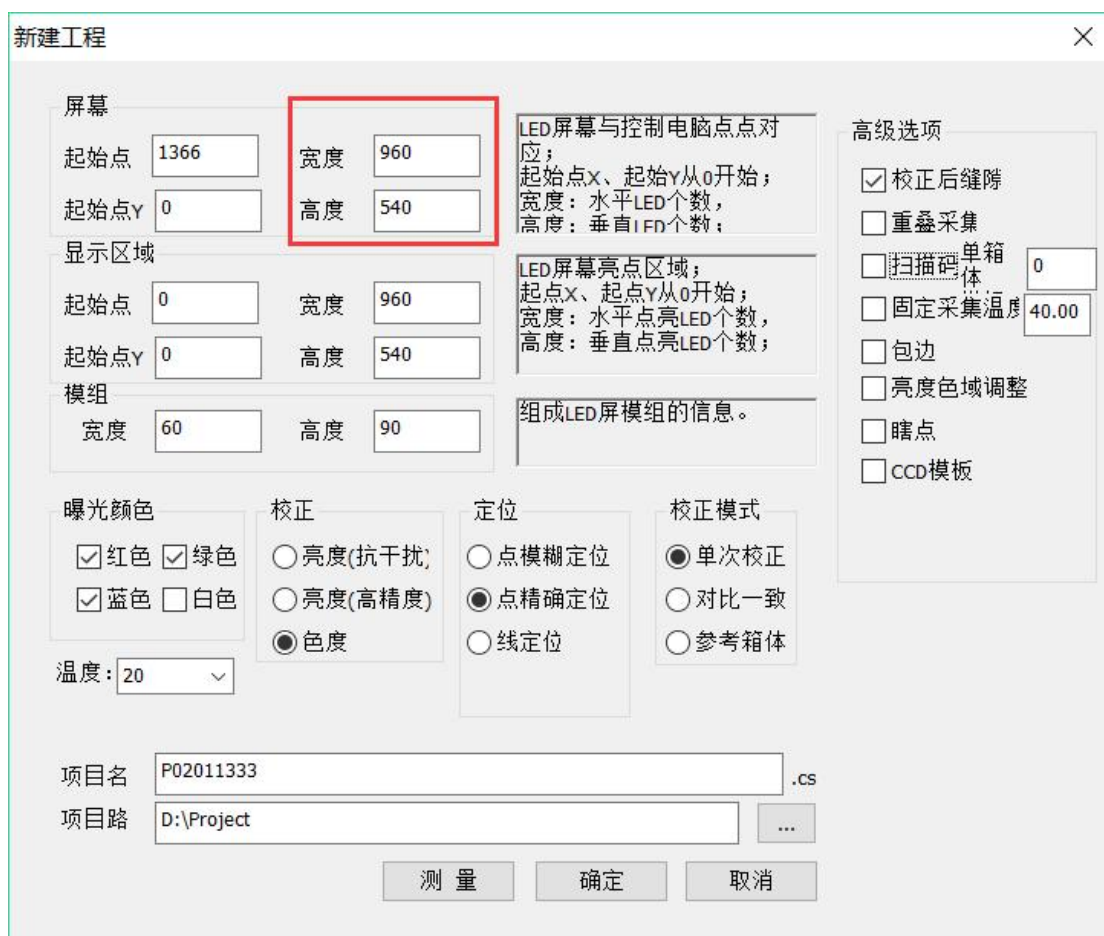 新建工程
屏幕
起始点 1366 宽度 960
起始点Y 0 高度 540
LED屏幕与控制电脑点点对
应；
起始点X、起始Y从0开始；
宽度：水平LED个数，
高度：垂直LED个数；
显示区域
起始点 0 宽度 960
起始点Y 0 高度 540
LED屏幕亮点区域；
起点X、起点Y从0开始；
宽度：水平点亮LED个数，
高度：垂直点亮LED个数；
模组
宽度 60 高度 90
组成LED屏模组的信息。
高级选项
校正后缝隙
重叠采集
扫描码 单箱
体 0
固定采集温度 40.00
包边
亮度色域调整
瞎点
CCD模板
曝光颜色
红色 绿色
蓝色 白色
温度：20
校正
亮度(抗干扰)
亮度(高精度)
色度
定位
点模糊定位
点精确定位
线定位
校正模式
单次校正
对比一致
参考箱体
项目名 P02011333 .cs
项目路 D:\Project ...
测 量 确定 取消